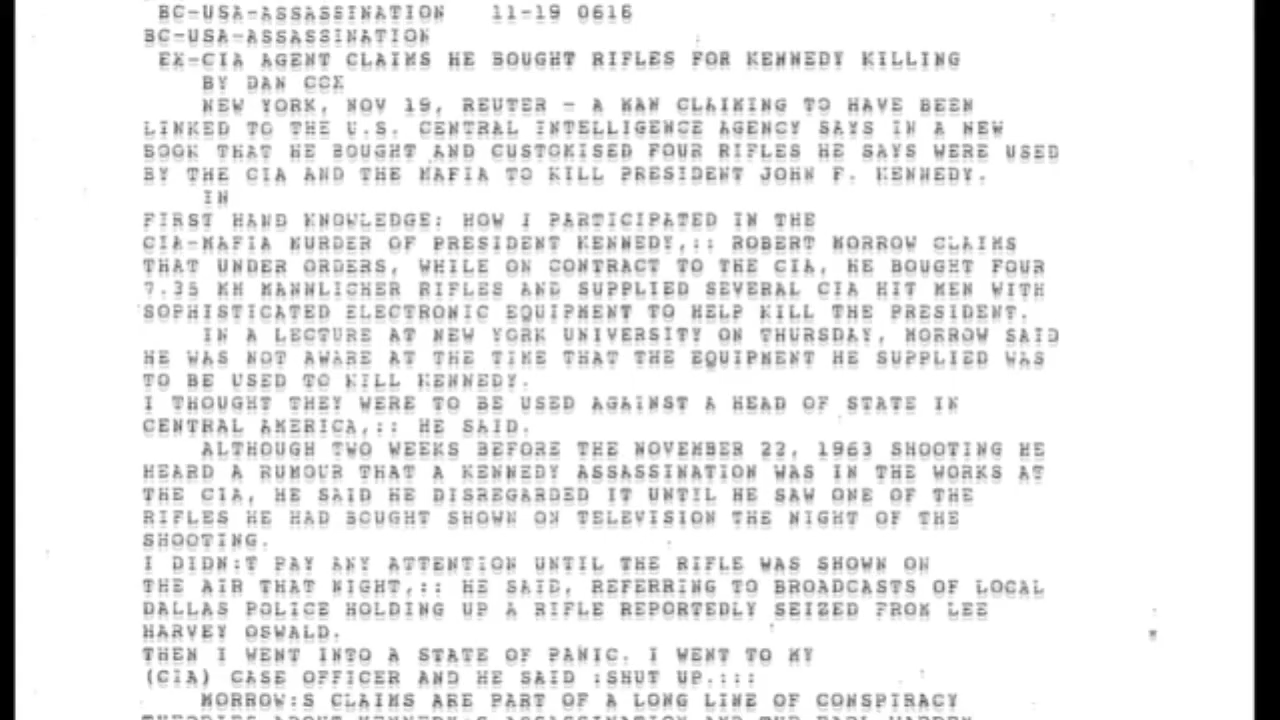 BC-USA-ASSASSINATION 11-19 0616
BC-USA-ASSASSINATION
EX-CIA AGENT CLAIMS HE BOUGHT RIFLES FOR KENNEDY KILLING
BY DAN COX
NEW YORK, NOV 19, REUTER - A MAN CLAIMING TO HAVE BEEN
LINKED TO THE U.S. CENTRAL INTELLIGENCE AGENCY SAYS IN A NEW
BOOK THAT HE BOUGHT AND CUSTOMISED FOUR RIFLES HE SAYS WERE USED
BY THE CIA AND THE MAFIA TO KILL PRESIDENT JOHN F. KENNEDY.
IN
FIRST HAND KNOWLEDGE: HOW I PARTICIPATED IN THE
CIA-MAFIA MURDER OF PRESIDENT KENNEDY,:: ROBERT MORROW CLAIMS
THAT UNDER ORDERS, WHILE ON CONTRACT TO THE CIA, HE BOUGHT FOUR
7.35 MM MANNLICHER RIFLES AND SUPPLIED SEVERAL CIA HIT MEN WITH
SOPHISTICATED ELECTRONIC EQUIPMENT TO HELP KILL THE PRESIDENT.
IN A LECTURE AT NEW YORK UNIVERSITY ON THURSDAY, MORROW SAID
HE WAS NOT AWARE AT THE TIME THAT THE EQUIPMENT HE SUPPLIED WAS
TO BE USED TO KILL KENNEDY.
I THOUGHT THEY WERE TO BE USED AGAINST A HEAD OF STATE IN
CENTRAL AMERICA,:: HE SAID.
ALTHOUGH TWO WEEKS BEFORE THE NOVEMBER 22, 1963 SHOOTING HE
HEARD A RUMOUR THAT A KENNEDY ASSASSINATION WAS IN THE WORKS AT
THE CIA, HE SAID HE DISREGARDED IT UNTIL HE SAW ONE OF THE
RIFLES HE HAD BOUGHT SHOWN ON TELEVISION THE NIGHT OF THE
SHOOTING.
I DIDN:T PAY ANY ATTENTION UNTIL THE RIFLE WAS SHOWN ON
THE AIR THAT NIGHT,:: HE SAID, REFERRING TO BROADCASTS OF LOCAL
DALLAS POLICE HOLDING UP A RIFLE REPORTEDLY SEIZED FROM LEE
HARVEY OSWALD.
THEN I WENT INTO A STATE OF PANIC. I WENT TO MY
(CIA) CASE OFFICER AND HE SAID :SHUT UP.:::
MORROW:S CLAIMS ARE PART OF A LONG LINE OF CONSPIRACY
THEORIES ABOUT KENNEDY:S ASSASSINATION AND THE EARL WARREN